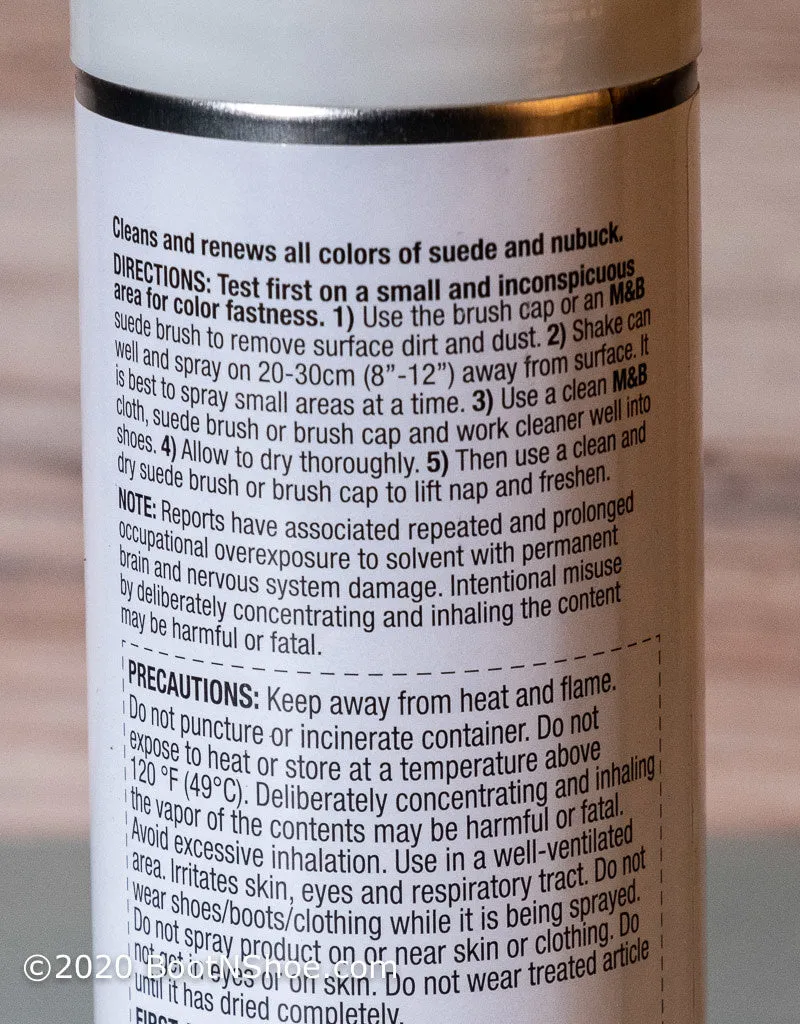 Cleans and renews all colors of suede and nubuck.
DIRECTIONS: Test first on a small and inconspicuous
area for color fastness. 1) Use the brush cap or an M&B
suede brush to remove surface dirt and dust. 2) Shake can
well and spray on 20-30cm (8”-12”) away from surface. It
is best to spray small areas at a time. 3) Use a clean M&B
cloth, suede brush or brush cap and work cleaner well into
shoes. 4) Allow to dry thoroughly. 5) Then use a clean and
dry suede brush or brush cap to lift nap and freshen.
NOTE: Reports have associated repeated and prolonged
occupational overexposure to solvent with permanent
brain and nervous system damage. Intentional misuse
by deliberately concentrating and inhaling the content
may be harmful or fatal.
PRECAUTIONS: Keep away from heat and flame.
Do not puncture or incinerate container. Do not
expose to heat or store at a temperature above
120 °F (49°C). Deliberately concentrating and inhaling
the vapor of the contents may be harmful or fatal.
Avoid excessive inhalation. Use in a well-ventilated
area. Irritates skin, eyes and respiratory tract. Do not
wear shoes/boots/clothing while it is being sprayed.
Do not spray product on or near skin or clothing. Do
not get in eyes or on skin. Do not wear treated article
until it has dried completely.
©2020 BootNShoe.com